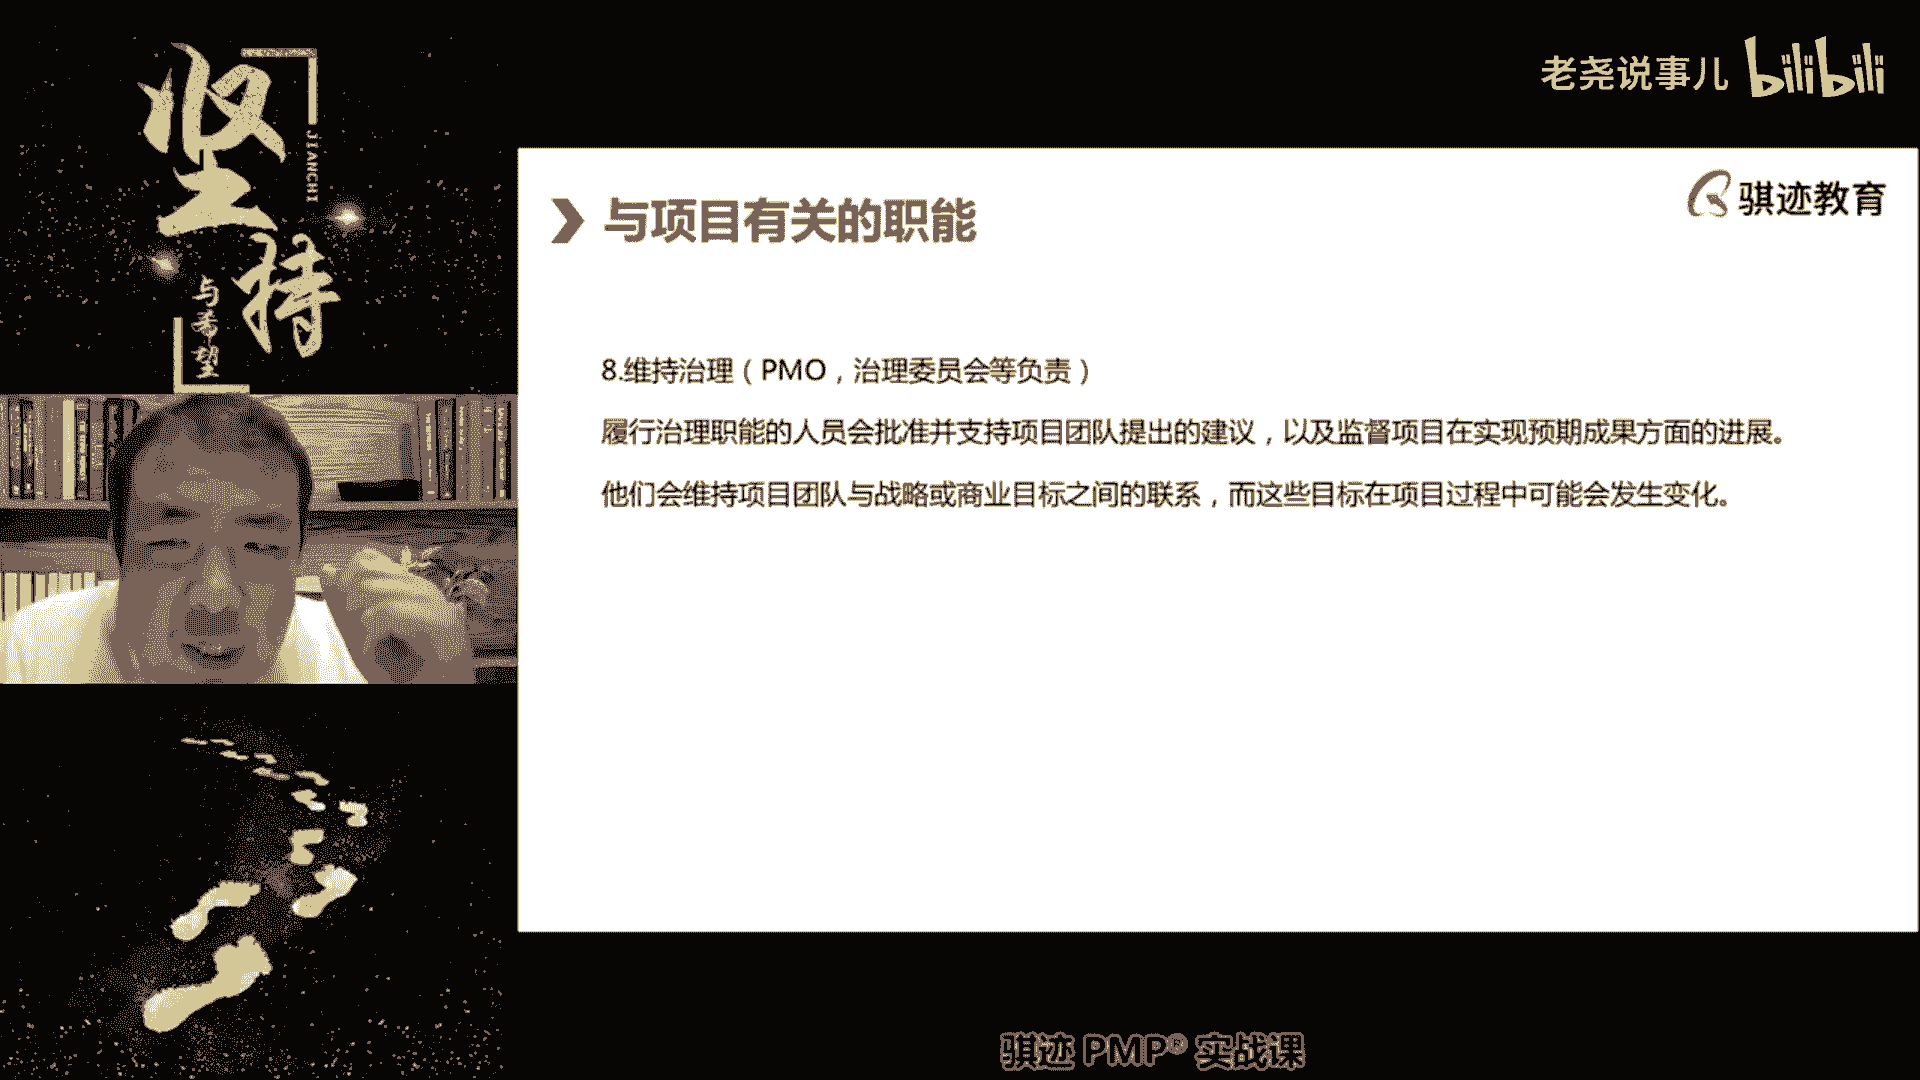 坚持
JIANCHI
与希望
老尧说事儿 bilibili
骐迹教育
与项目有关的职能
8.维持治理（PMO，治理委员会等负责）
履行治理职能的人员会批准并支持项目团队提出的建议，以及监督项目在实现预期成果方面的进展。
他们会维持项目团队与战略或商业目标之间的联系，而这些目标在项目过程中可能会发生变化。
骐迹 PMP® 实战课